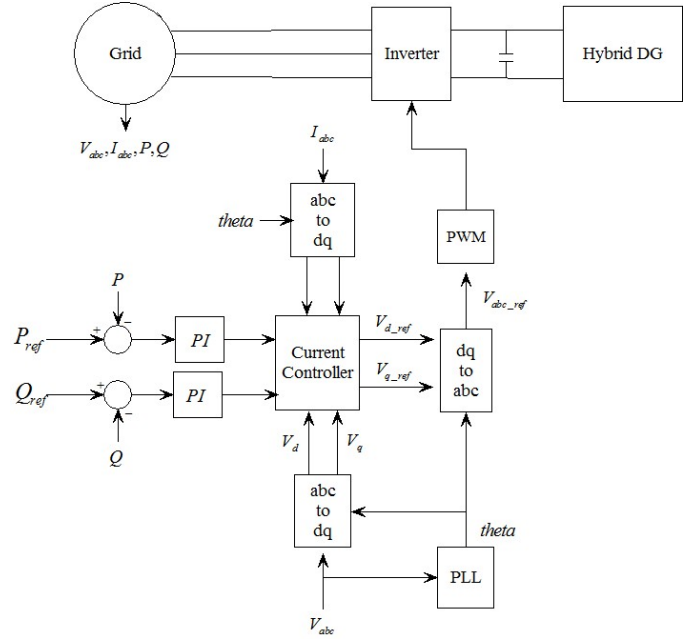 Grid
Inverter
Hybrid DG
V_abc, I_abc, P, Q
I_abc
abc
to
dq
theta
PWM
P
V_abc_ref
+
−
P_ref
PI
Current
Controller
V_d_ref
dq
to
abc
V_q_ref
Q_ref
+
−
PI
Q
V_d
V_q
abc
to
dq
theta
PLL
V_abc